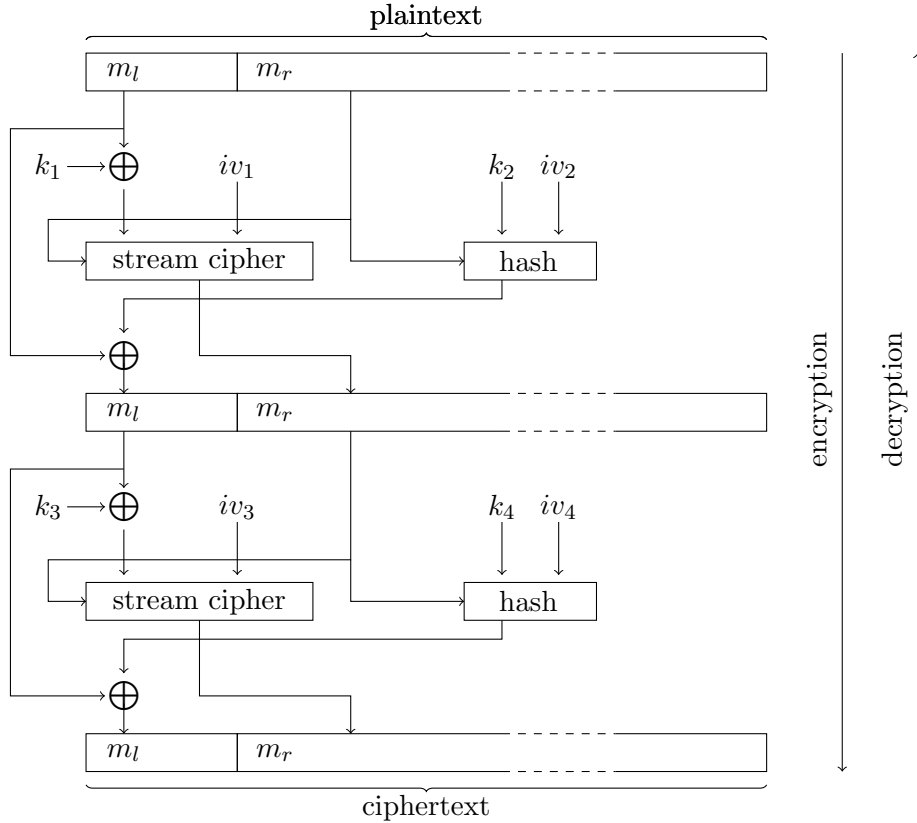 plaintext
m_l m_r
k_1 iv_1 k_2 iv_2
stream cipher hash
m_l m_r
encryption
decryption
k_3 iv_3 k_4 iv_4
stream cipher hash
m_l m_r
ciphertext